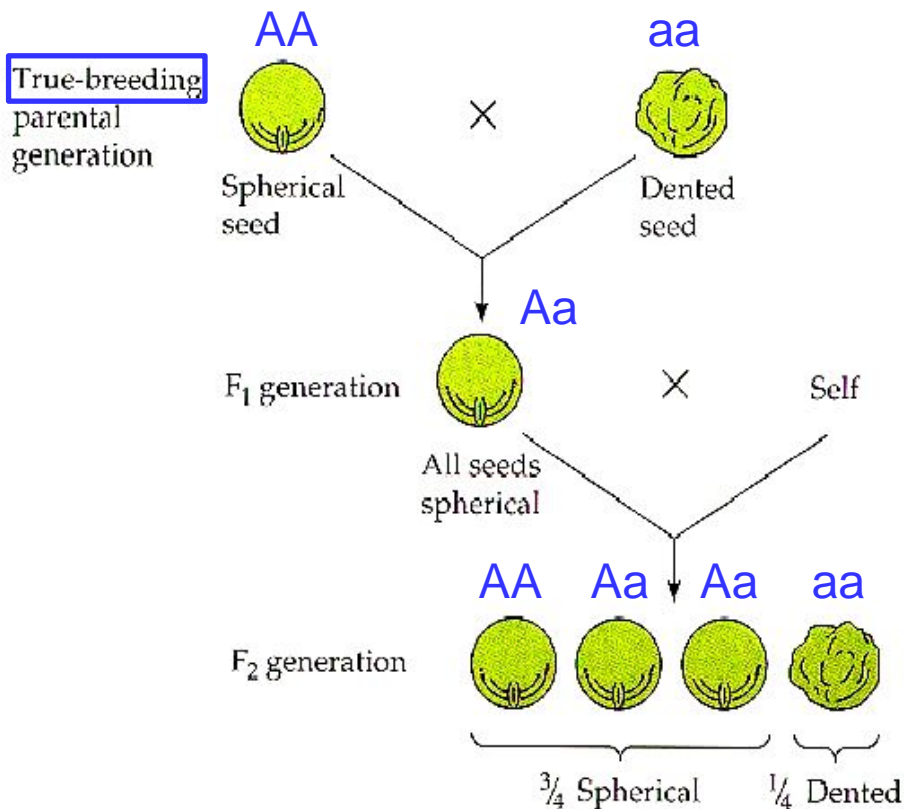 AA
aa
True-breeding
parental
generation
×
Spherical
seed
Dented
seed
Aa
F₁ generation
×
Self
All seeds
spherical
AA Aa Aa aa
F₂ generation
¾ Spherical
¼ Dented